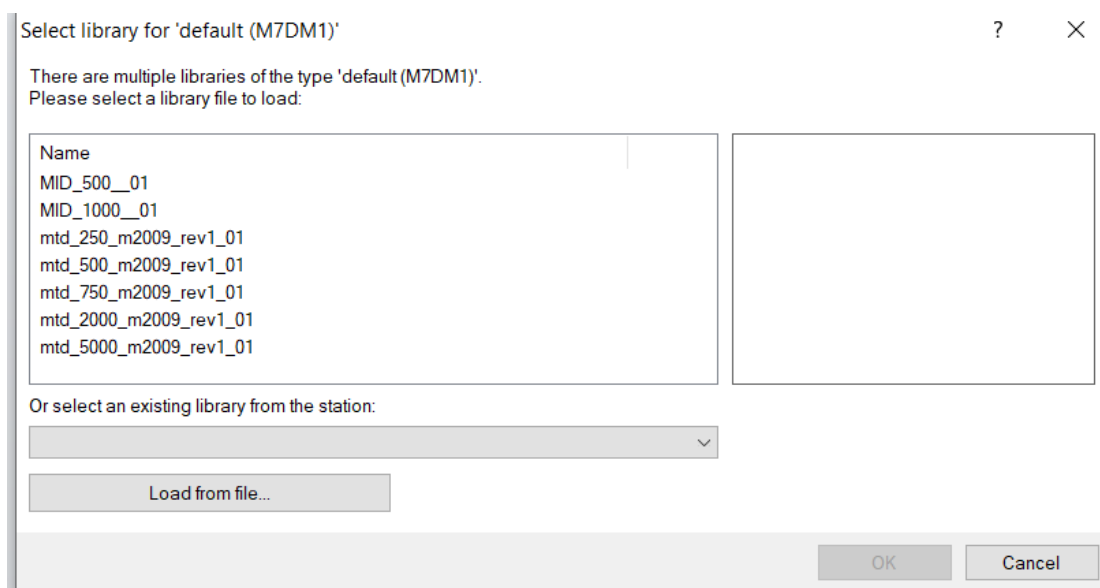 Select library for 'default (M7DM1)'
?
There are multiple libraries of the type 'default (M7DM1)'.
Please select a library file to load:
Name
MID_500__01
MID_1000__01
mtd_250_m2009_rev1_01
mtd_500_m2009_rev1_01
mtd_750_m2009_rev1_01
mtd_2000_m2009_rev1_01
mtd_5000_m2009_rev1_01
Or select an existing library from the station:
Load from file...
OK
Cancel